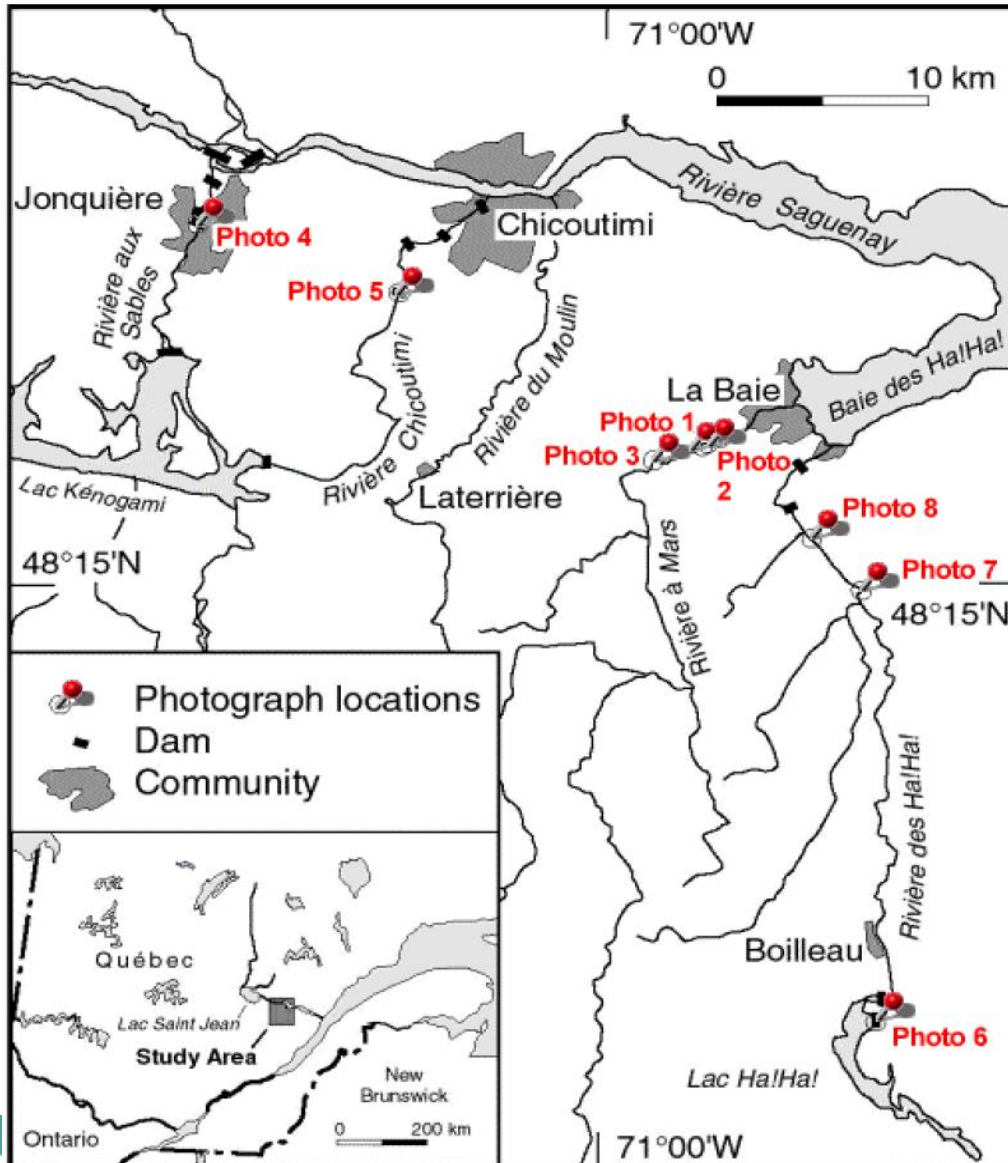 71°00'W
0 10 km
Jonquière
Photo 4
Chicoutimi
Rivière Saguenay
Photo 5
Rivière aux
Sables
Rivière Chicoutimi
Rivière du Moulin
La Baie
Baie des Ha!Ha!
Photo 1
Photo 3
Photo
2
Lac Kénogami
Laterrière
Photo 8
48°15'N
Photo 7
48°15'N
Rivière à Mars
Photograph locations
Dam
Community
Rivière des Ha!Ha!
Boilleau
Photo 6
Lac Ha!Ha!
Québec
Lac Saint Jean
Study Area
New
Brunswick
Ontario
0 200 km
71°00'W